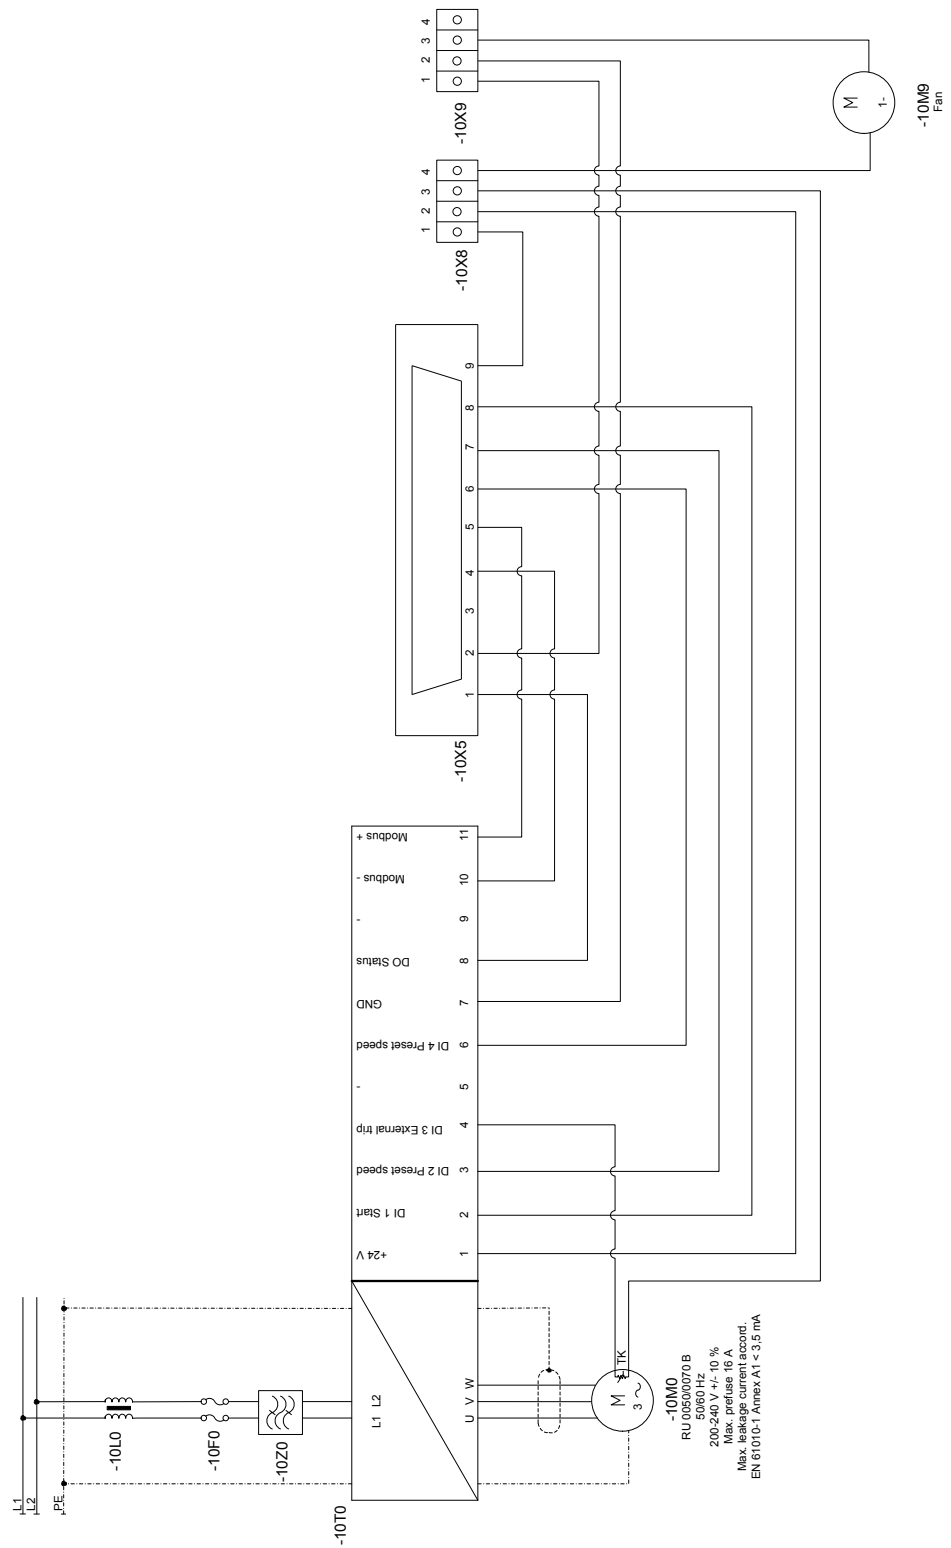 L1
L2
PE
-10L0
-10F0
-10Z0
-10T0
L1 L2
U V W
+24 V
DI 1 Start
DI 2 Preset speed
DI 3 External trip
-
DI 4 Preset speed
GND
DO Status
-
Modbus -
Modbus +
1 2 3 4 5 6 7 8 9 10 11
M
3 ~
TK
-10M0
RU 0050/0070 B
50/60 Hz
200-240 V +/- 10 %
Max. prefuse 16 A
Max. leakage current accord.
EN 61010-1 Annex A1 < 3,5 mA
-10X5
1 2 3 4 5 6 7 8 9
-10X8
1 2 3 4
-10X9
1 2 3 4
M
1-
-10M9
Fan